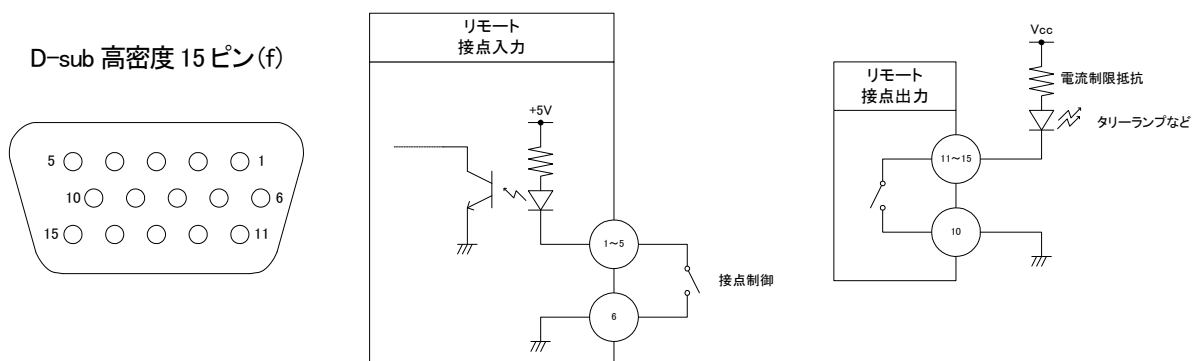 D-sub 高密度 15 ピン(f)
5
1
10
6
15
11
リモート
接点入力
+5V
1~5
6
接点制御
リモート
接点出力
Vcc
電流制限抵抗
タリーランプなど
11~15
10